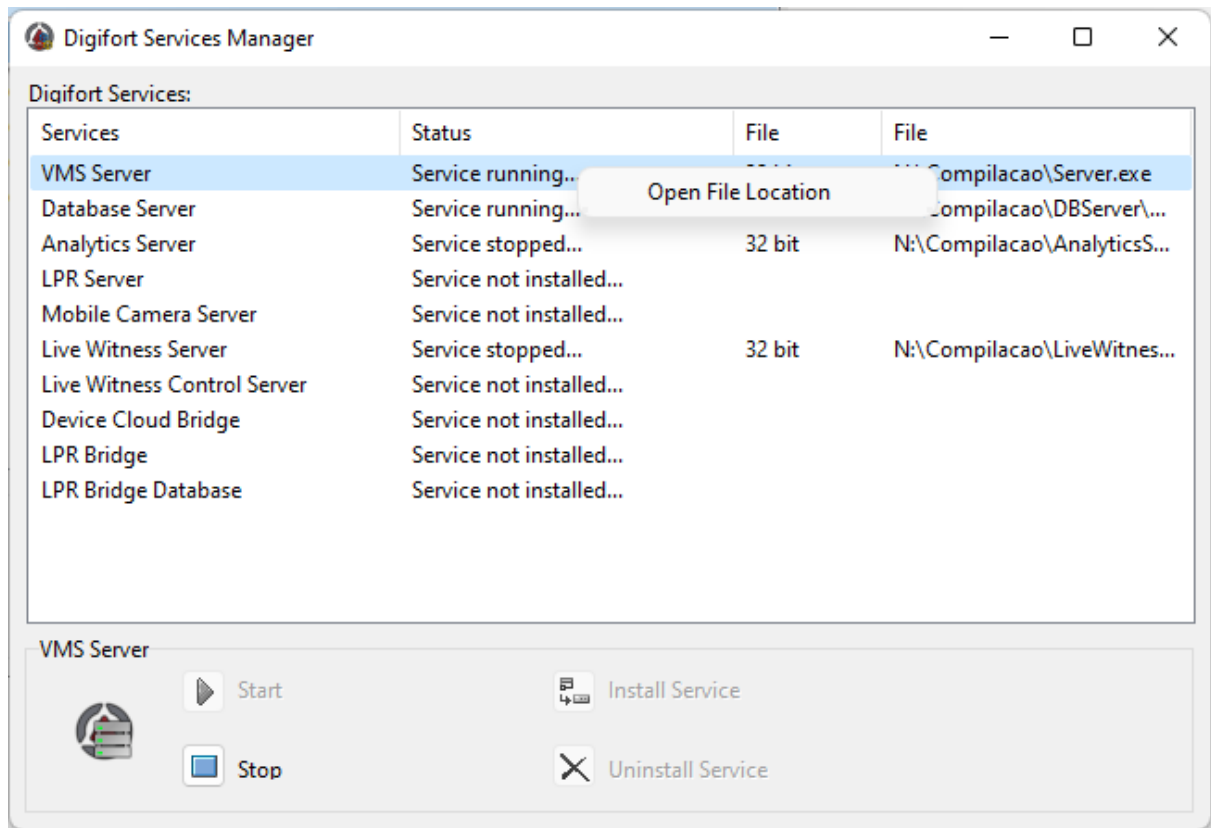 Digifort Services Manager
Digifort Services:
Services Status File File
VMS Server Service running... Compilacao\Server.exe
Open File Location
Database Server Service running... Compilacao\DBServer\...
Analytics Server Service stopped... 32 bit N:\Compilacao\AnalyticsS...
LPR Server Service not installed...
Mobile Camera Server Service not installed...
Live Witness Server Service stopped... 32 bit N:\Compilacao\LiveWitnes...
Live Witness Control Server Service not installed...
Device Cloud Bridge Service not installed...
LPR Bridge Service not installed...
LPR Bridge Database Service not installed...
VMS Server
Start Install Service
Stop Uninstall Service